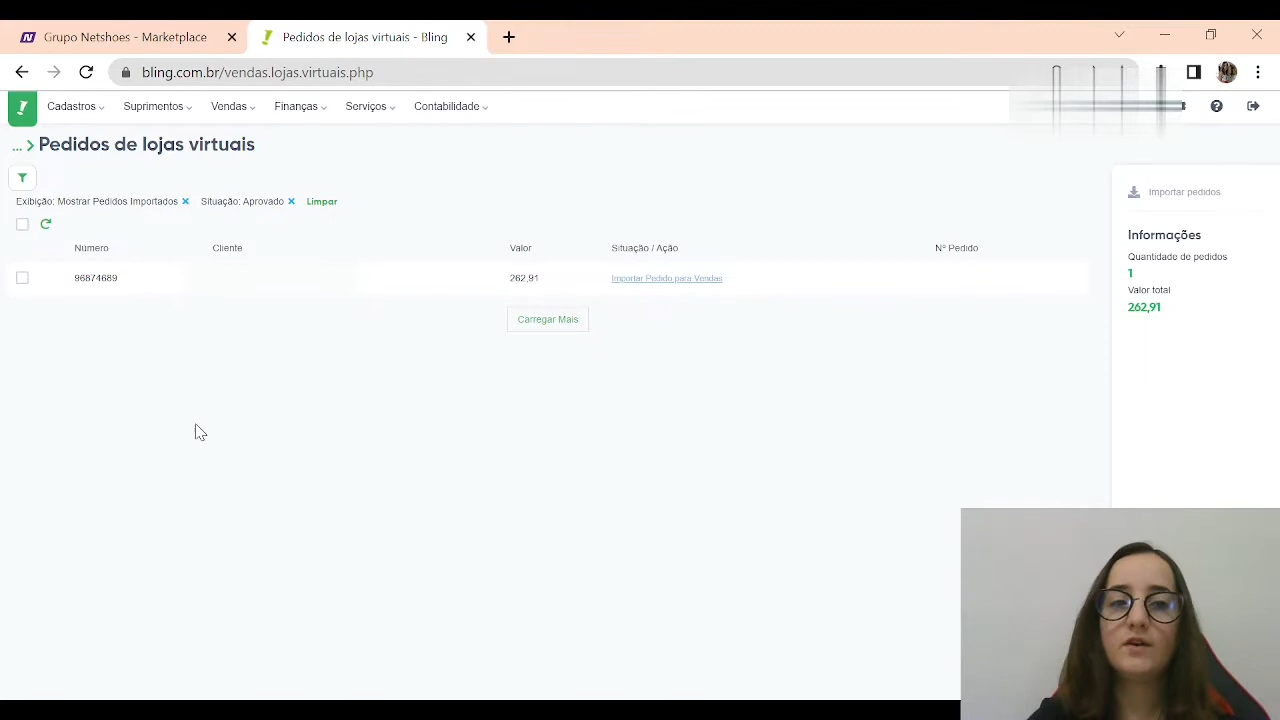 Grupo Netshoes - Marketplace
Pedidos de lojas virtuais - Bling
bling.com.br/vendas.lojas.virtuais.php
Cadastros Suprimentos Vendas Finanças Serviços Contabilidade
... Pedidos de lojas virtuais
Exibição: Mostrar Pedidos Importados × Situação: Aprovado × Limpar
Número Cliente Valor Situação / Ação Nº Pedido
96874689 262,91 Importar Pedido para Vendas
Carregar Mais
Importar pedidos
Informações
Quantidade de pedidos
1
Valor total
262,91